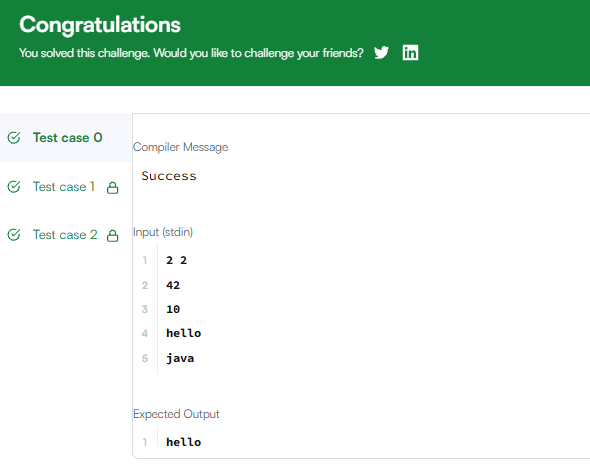 Congratulations
You solved this challenge. Would you like to challenge your friends?
Test case 0
Test case 1
Test case 2
Compiler Message
Success
Input (stdin)
1 2 2
2 42
3 10
4 hello
5 java
Expected Output
1 hello